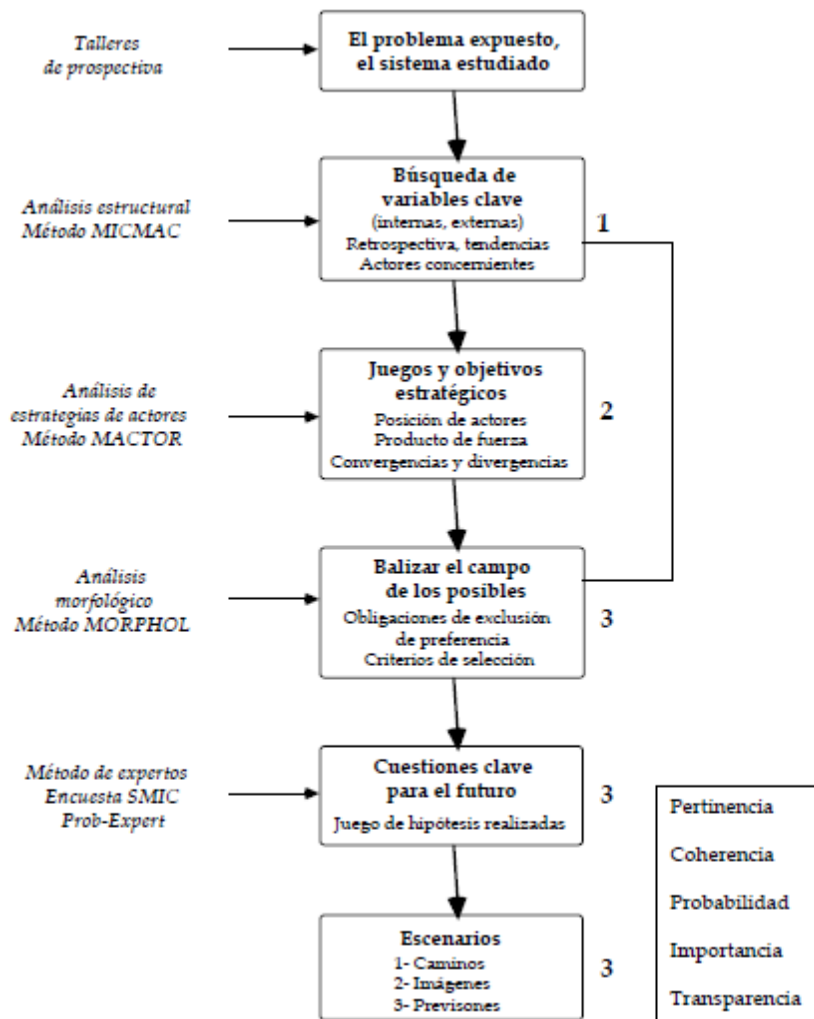 Talleres
de prospectiva
El problema expuesto,
el sistema estudiado
Análisis estructural
Método MICMAC
Búsqueda de
variables clave
(internas, externas)
Retrospectiva, tendencias
Actores concernientes
1
Análisis de
estrategias de actores
Método MACTOR
Juegos y objetivos
estratégicos
Posición de actores
Producto de fuerza
Convergencias y divergencias
2
Análisis
morfológico
Método MORPHOL
Balizar el campo
de los posibles
Obligaciones de exclusión
de preferencia
Criterios de selección
3
Método de expertos
Encuesta SMIC
Prob-Expert
Cuestiones clave
para el futuro
Juego de hipótesis realizadas
3
Escenarios
1- Caminos
2- Imágenes
3- Previsones
3
Pertinencia
Coherencia
Probabilidad
Importancia
Transparencia